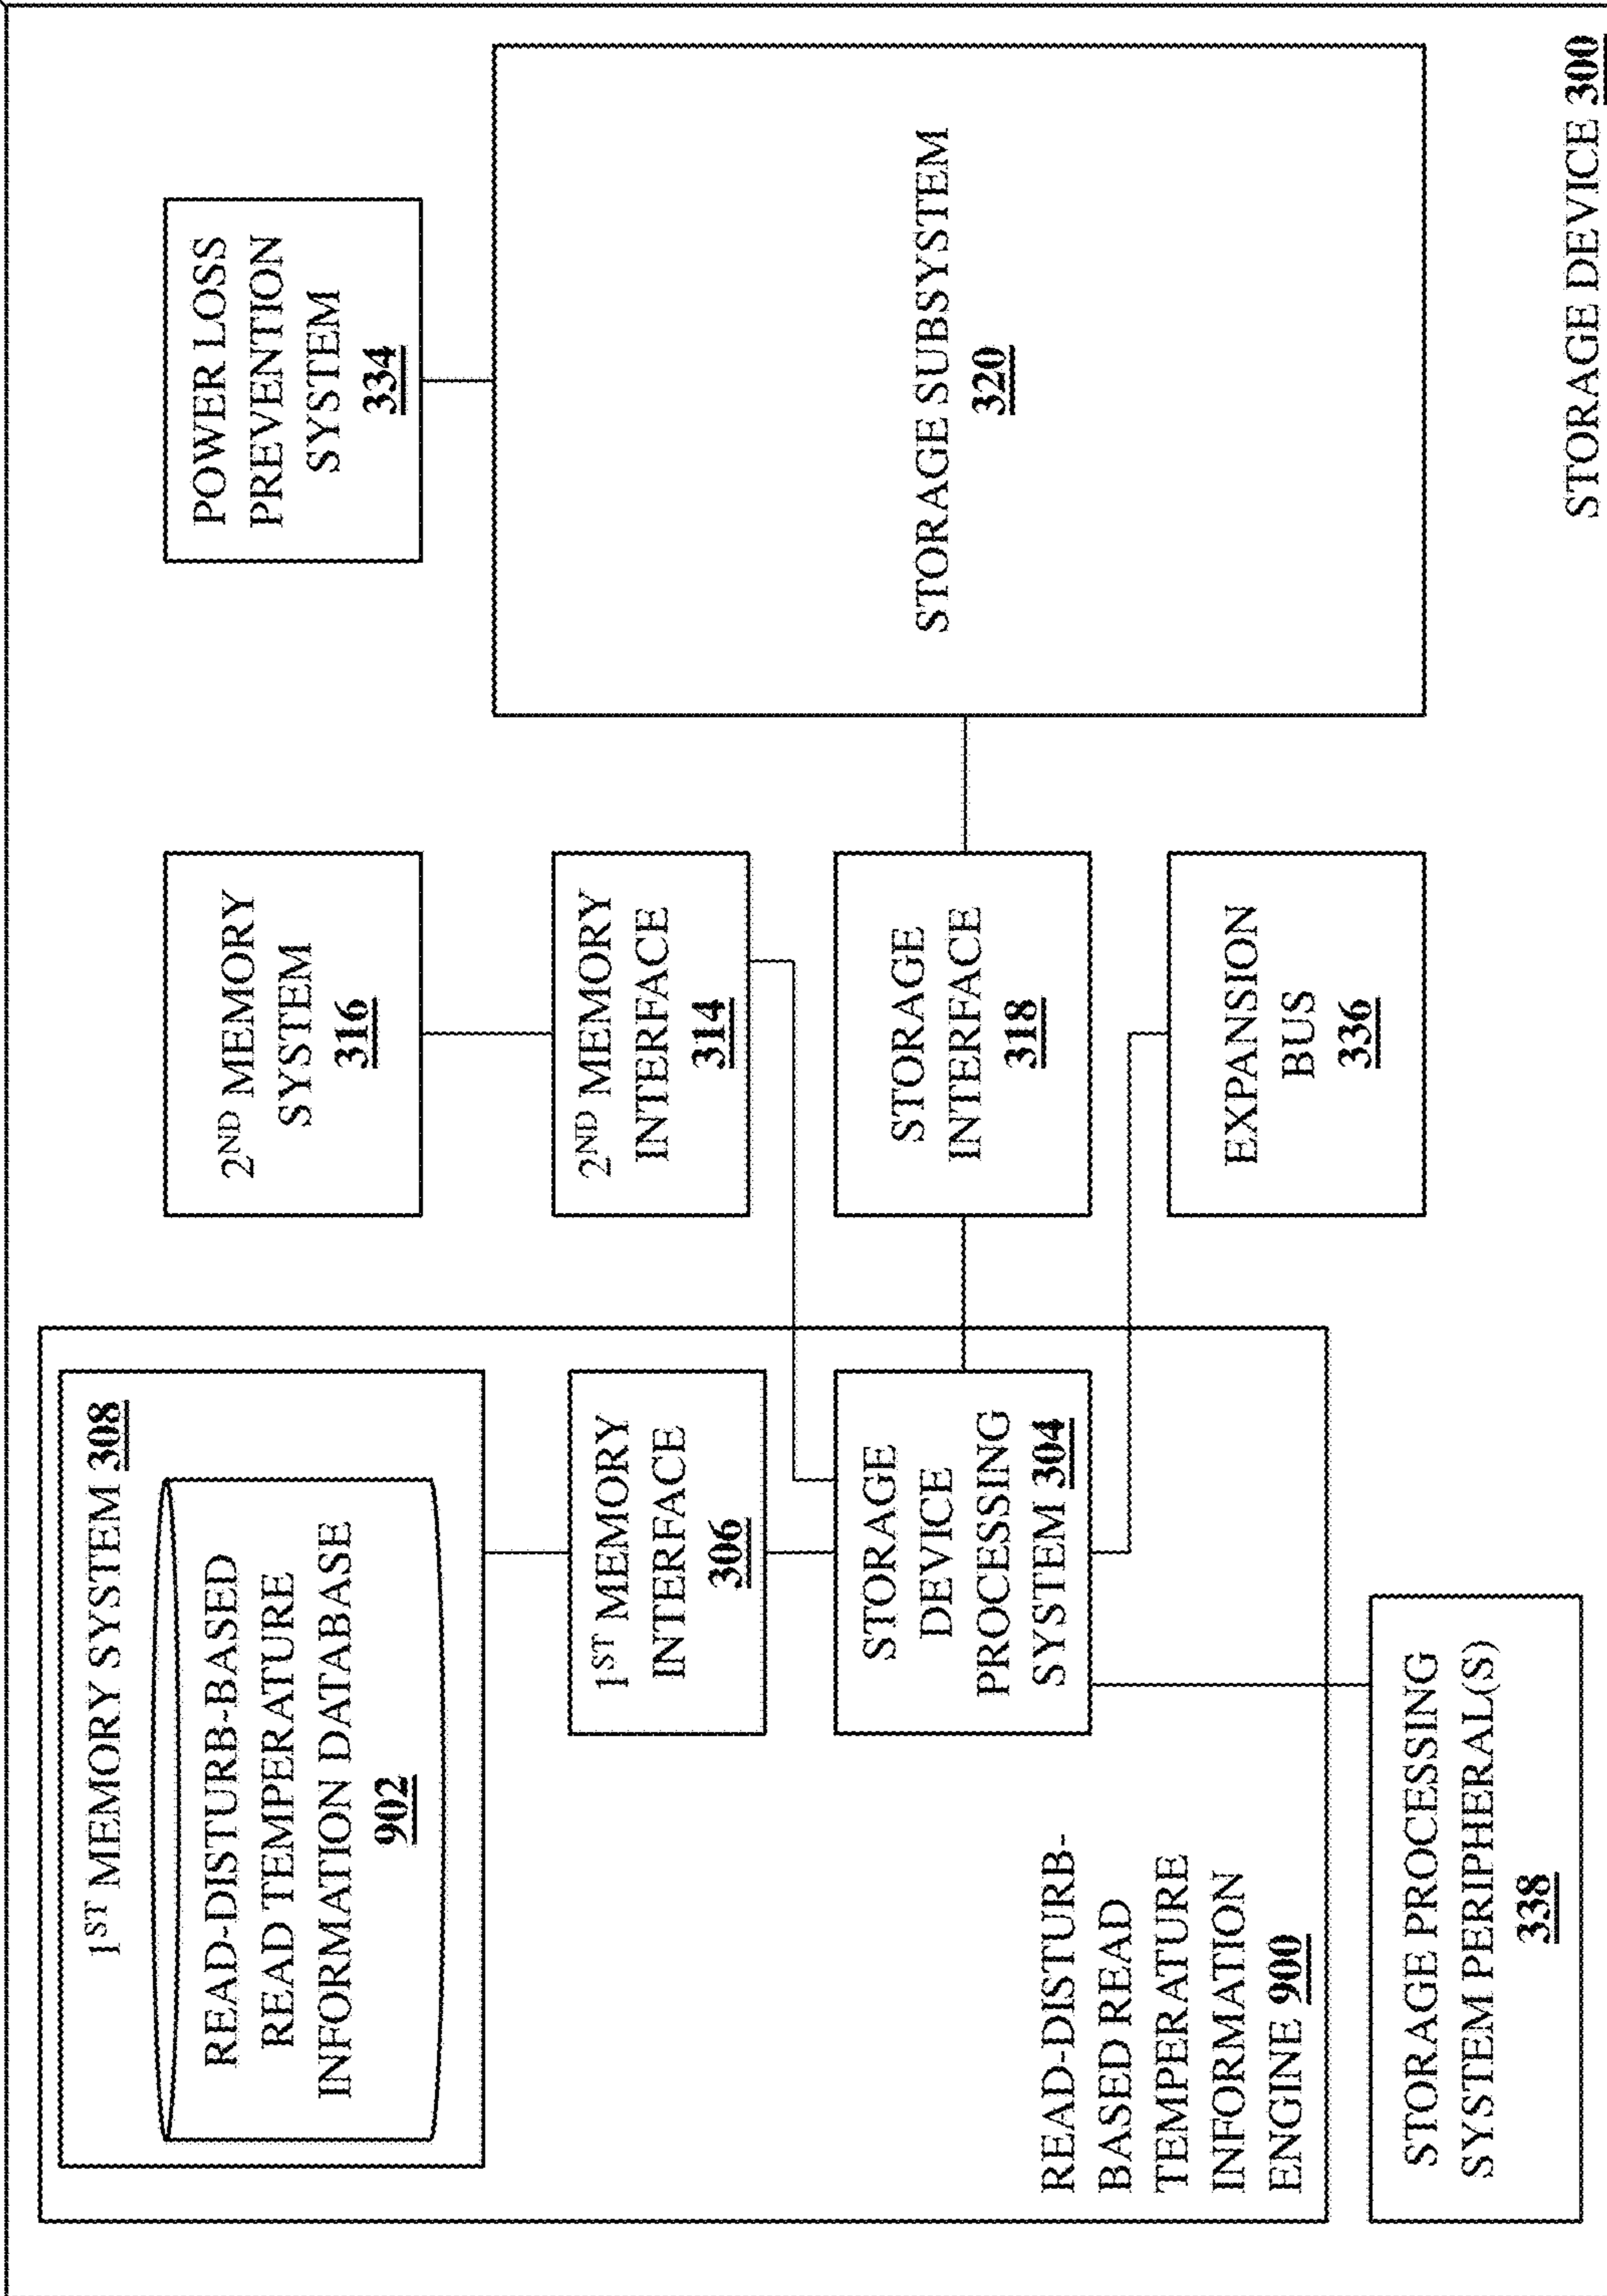 1ST MEMORY SYSTEM 308
READ-DISTURB-BASED
READ TEMPERATURE
INFORMATION DATABASE
902
1ST MEMORY
INTERFACE
306
STORAGE
DEVICE
PROCESSING
SYSTEM 304
READ-DISTURB-
BASED READ
TEMPERATURE
INFORMATION
ENGINE 900
STORAGE PROCESSING
SYSTEM PERIPHERAL(S)
338
2ND MEMORY
SYSTEM
316
2ND MEMORY
INTERFACE
314
STORAGE
INTERFACE
318
EXPANSION
BUS
336
POWER LOSS
PREVENTION
SYSTEM
334
STORAGE SUBSYSTEM
320
STORAGE DEVICE 300